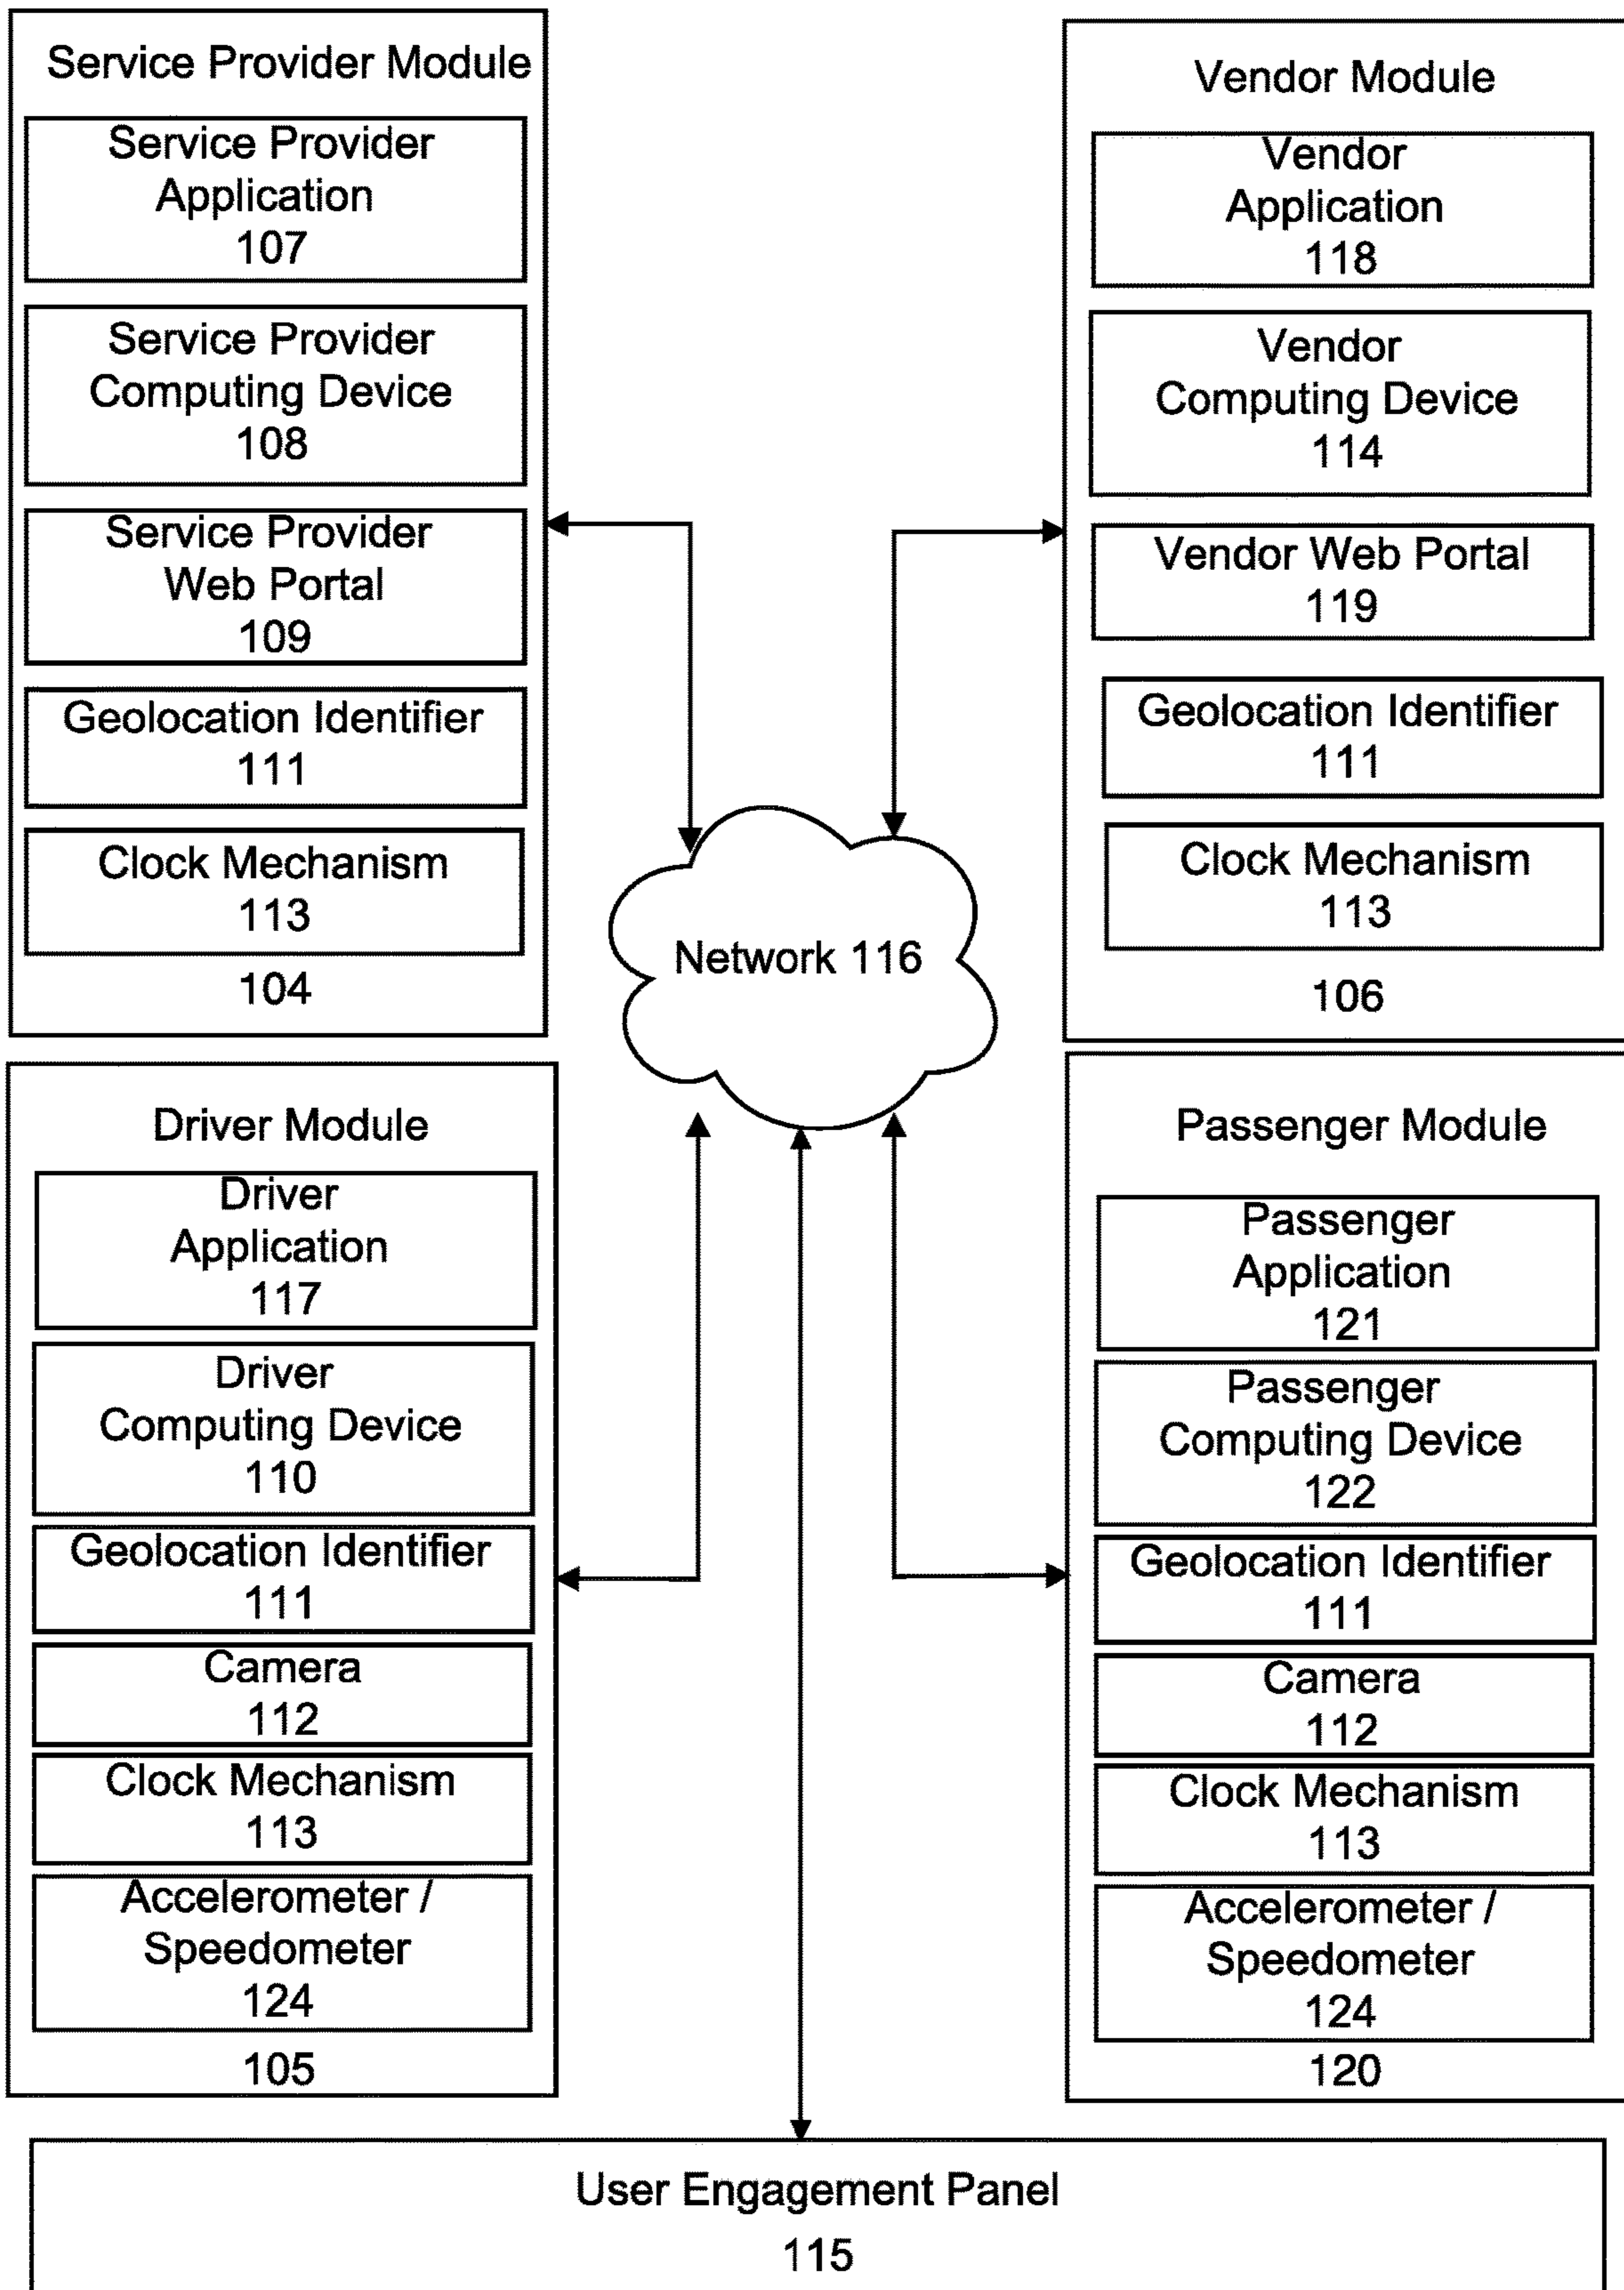 Service Provider Module
Service Provider
Application
107
Service Provider
Computing Device
108
Service Provider
Web Portal
109
Geolocation Identifier
111
Clock Mechanism
113
104
Vendor Module
Vendor
Application
118
Vendor
Computing Device
114
Vendor Web Portal
119
Geolocation Identifier
111
Clock Mechanism
113
106
Network 116
Driver Module
Driver
Application
117
Driver
Computing Device
110
Geolocation Identifier
111
Camera
112
Clock Mechanism
113
Accelerometer /
Speedometer
124
105
Passenger Module
Passenger
Application
121
Passenger
Computing Device
122
Geolocation Identifier
111
Camera
112
Clock Mechanism
113
Accelerometer /
Speedometer
124
120
User Engagement Panel
115